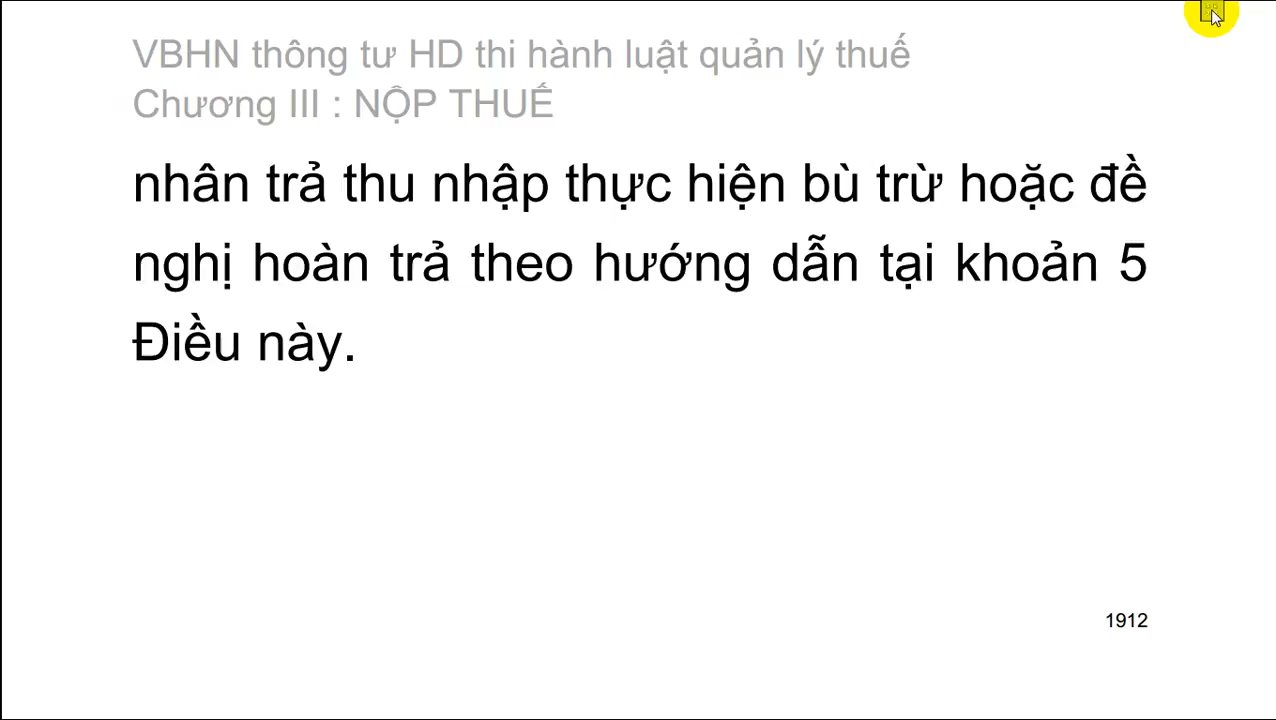 VBHN thông tư HD thi hành luật quản lý thuế
Chương III : NỘP THUẾ
nhân trả thu nhập thực hiện bù trừ hoặc đề
nghị hoàn trả theo hướng dẫn tại khoản 5
Điều này.
1912